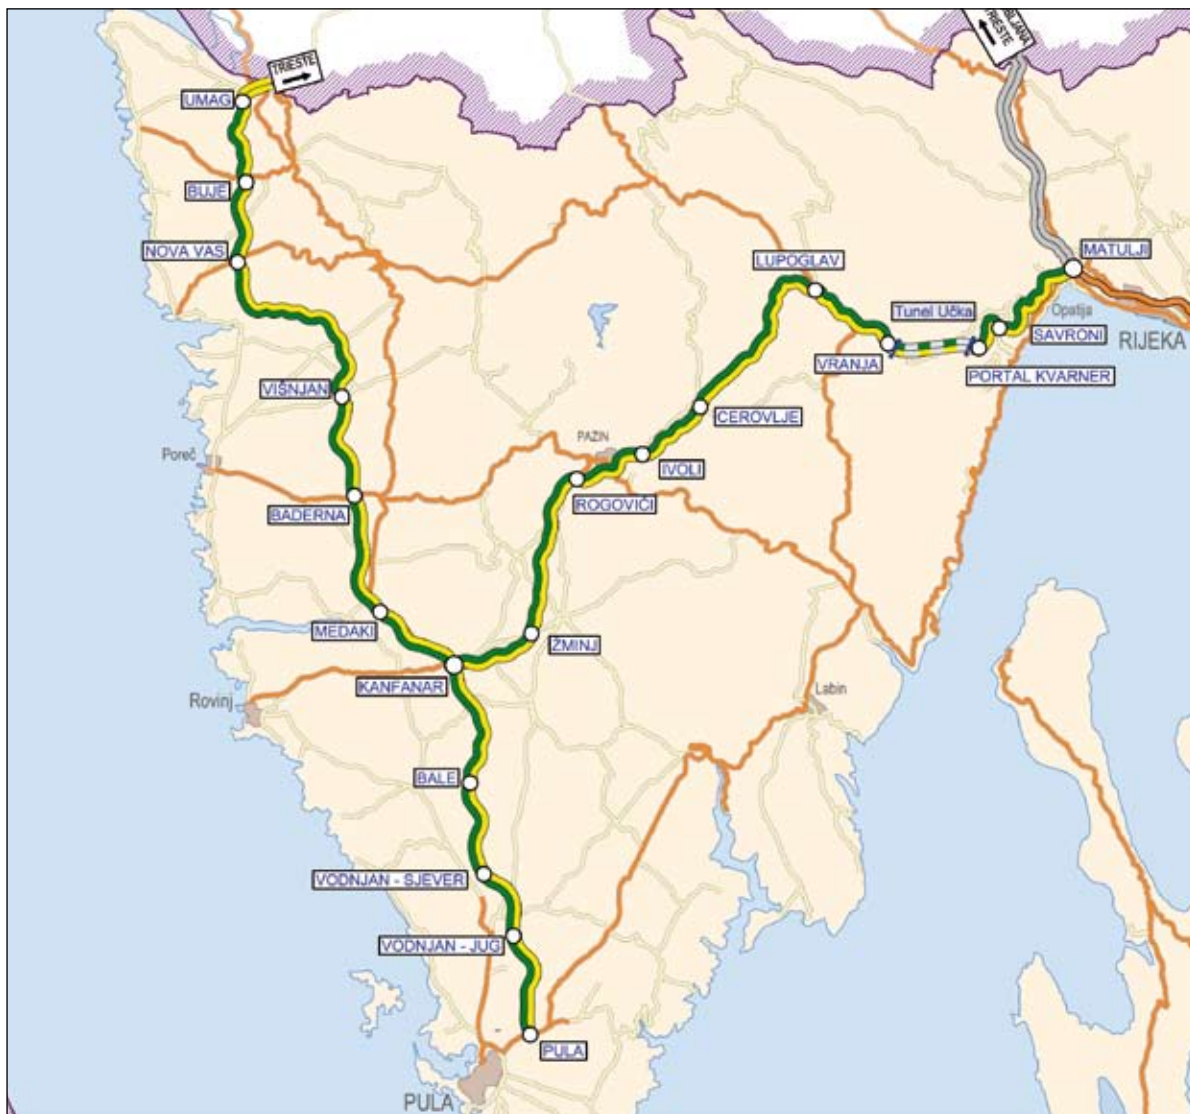 BLJANA
TRIESTE
TRIESTE
UMAG
BUJE
NOVA VAS
LUPOGLAV
MATULJI
Tunel Učka
Opatija
SAVRONI
RIJEKA
VRANJA
PORTAL KVARNER
VIŠNJAN
CEROVLJE
PAZIN
Poreč
IVOLI
ROGOVIĆI
BADERNA
MEDAKI
ŽMINJ
KANFANAR
Rovinj
Labin
BALE
VODNJAN - SJEVER
VODNJAN - JUG
PULA
PULA